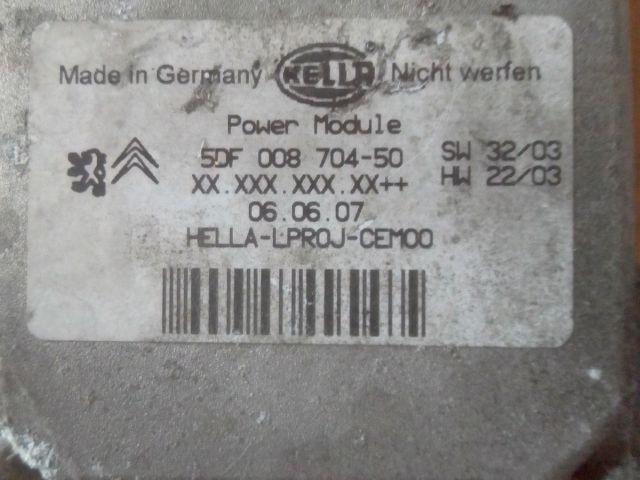 Made in Germany HELLA ® Nicht werfen
Power Module
5DF 008 704-50 SW 32/03
XX.XXX.XXX.XX++ HW 22/03
06.06.07
HELLA-LPROJ-CEM00